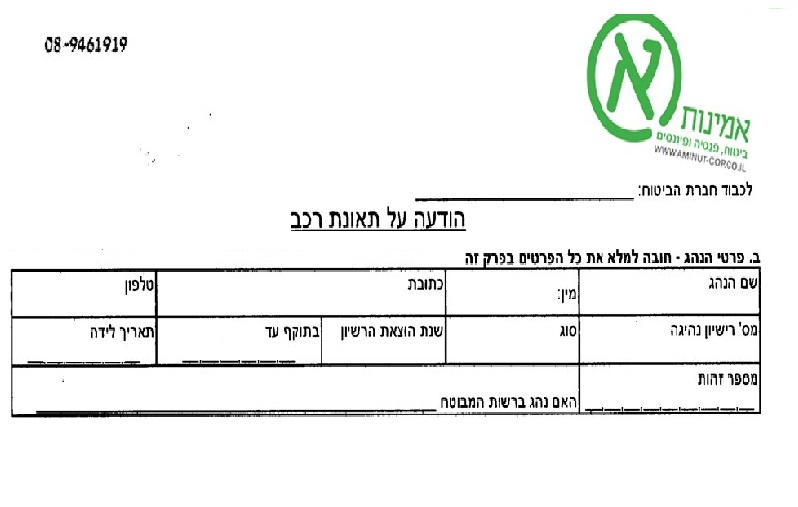 08-9461919
א
אמינות
ביטוח, פנסיה ופיננסים
WWW.AMINUT-COR.CO.IL
לכבוד חברת הביטוח:
הודעה על תאונת רכב
ב. פרטי הנהג - חובה למלא את כל הפרטים בפרק זה
שם הנהג מין: כתובת טלפון
מס' רישיון נהיגה סוג שנת הוצאת הרשיון בתוקף עד תאריך לידה
מספר זהות
האם נהג ברשות המבוטח